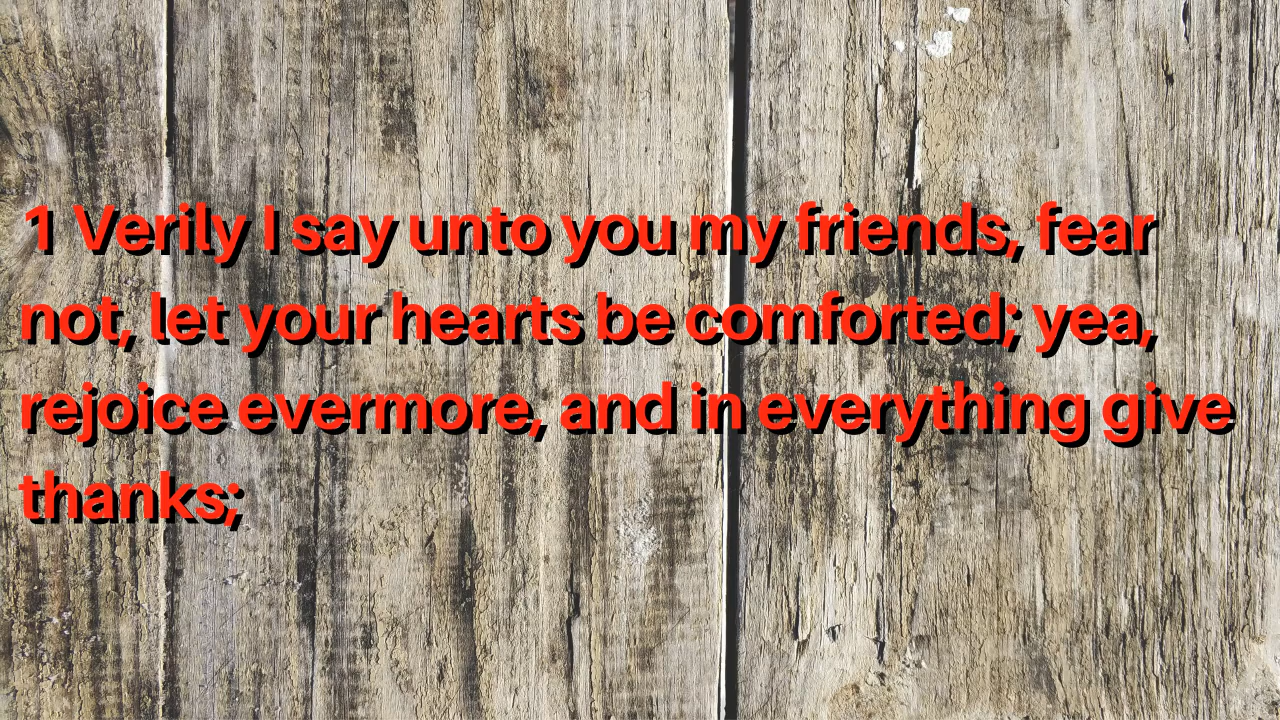 1 Verily I say unto you my friends, fear
not, let your hearts be comforted; yea,
rejoice evermore, and in everything give
thanks;